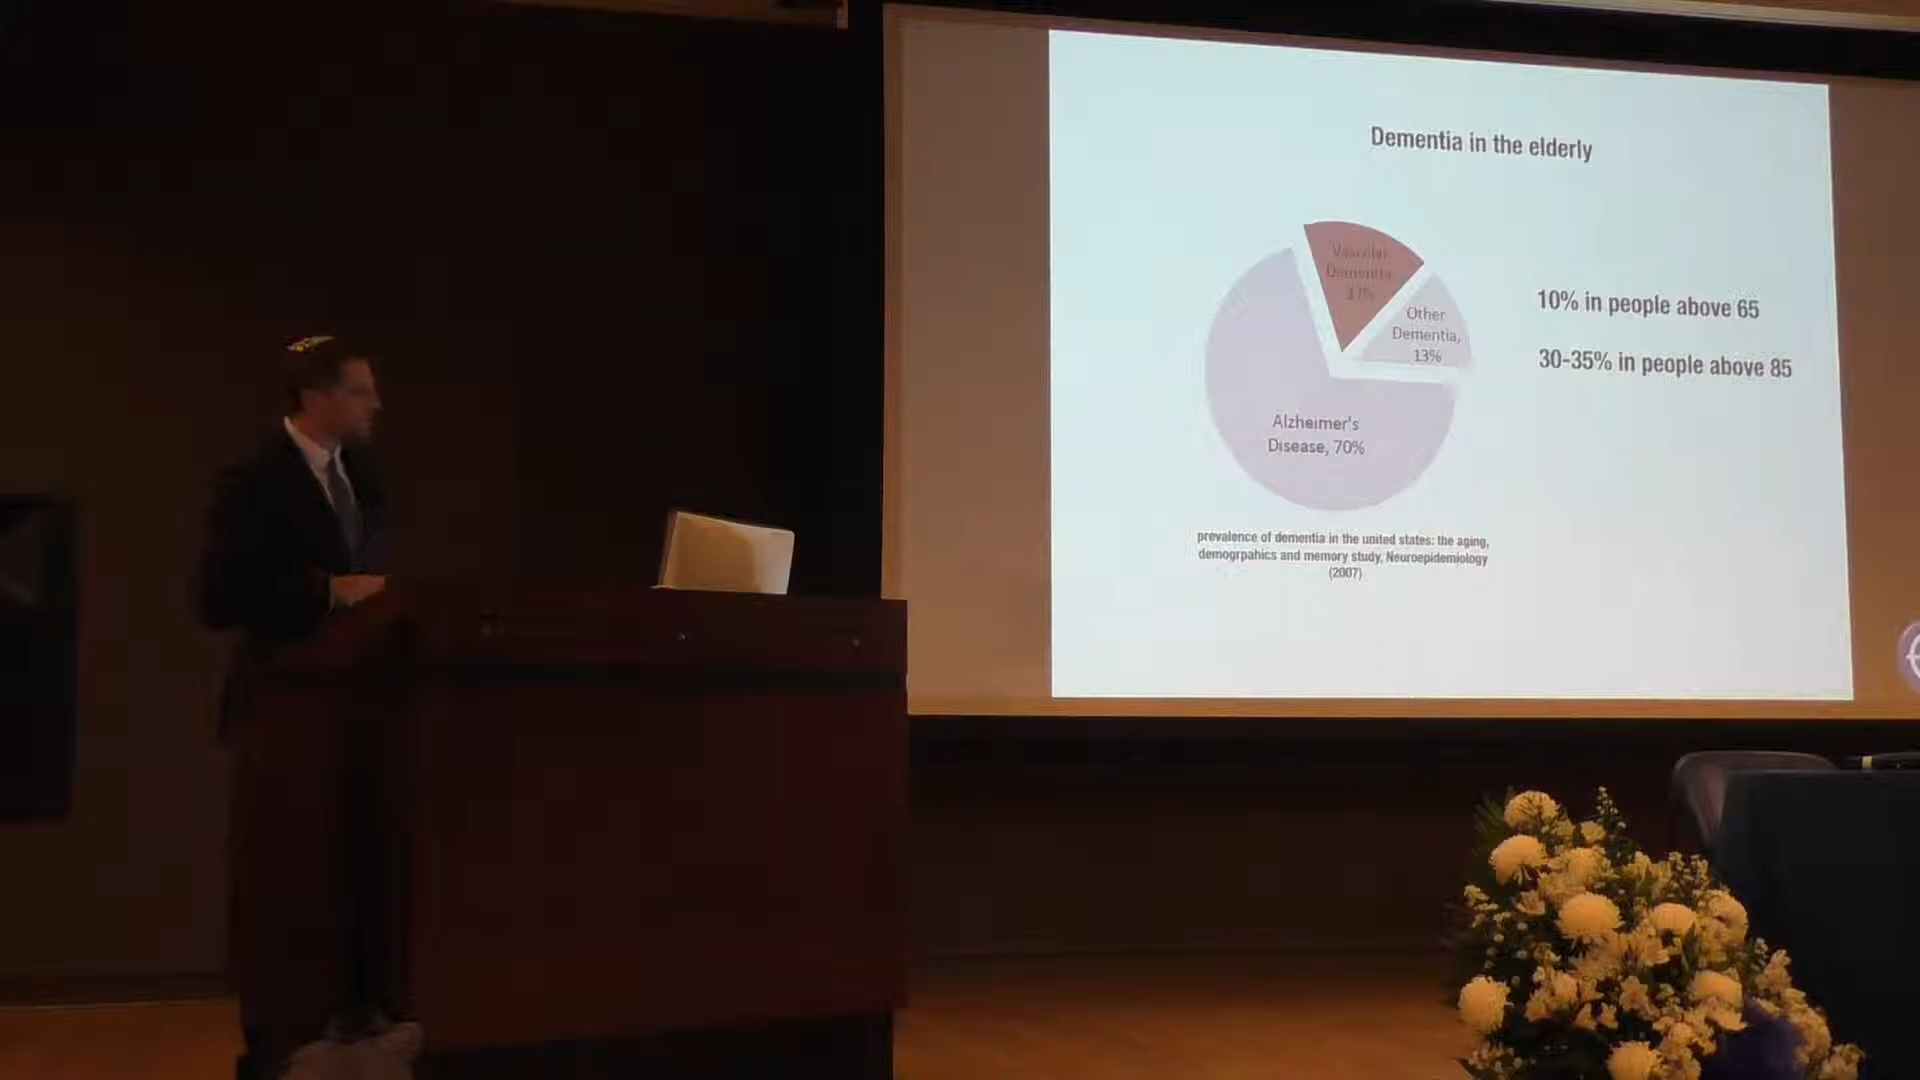 Dementia in the elderly
Vascular
Dementia,
17%
Other
Dementia,
13%
Alzheimer's
Disease, 70%
10% in people above 65
30-35% in people above 85
prevalence of dementia in the united states: the aging,
demogrpahics and memory study, Neuroepidemiology
(2007)